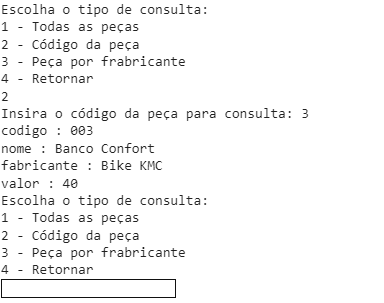 Escolha o tipo de consulta:
1 - Todas as peças
2 - Código da peça
3 - Peça por frabricante
4 - Retornar
2
Insira o código da peça para consulta: 3
codigo : 003
nome : Banco Confort
fabricante : Bike KMC
valor : 40
Escolha o tipo de consulta:
1 - Todas as peças
2 - Código da peça
3 - Peça por frabricante
4 - Retornar